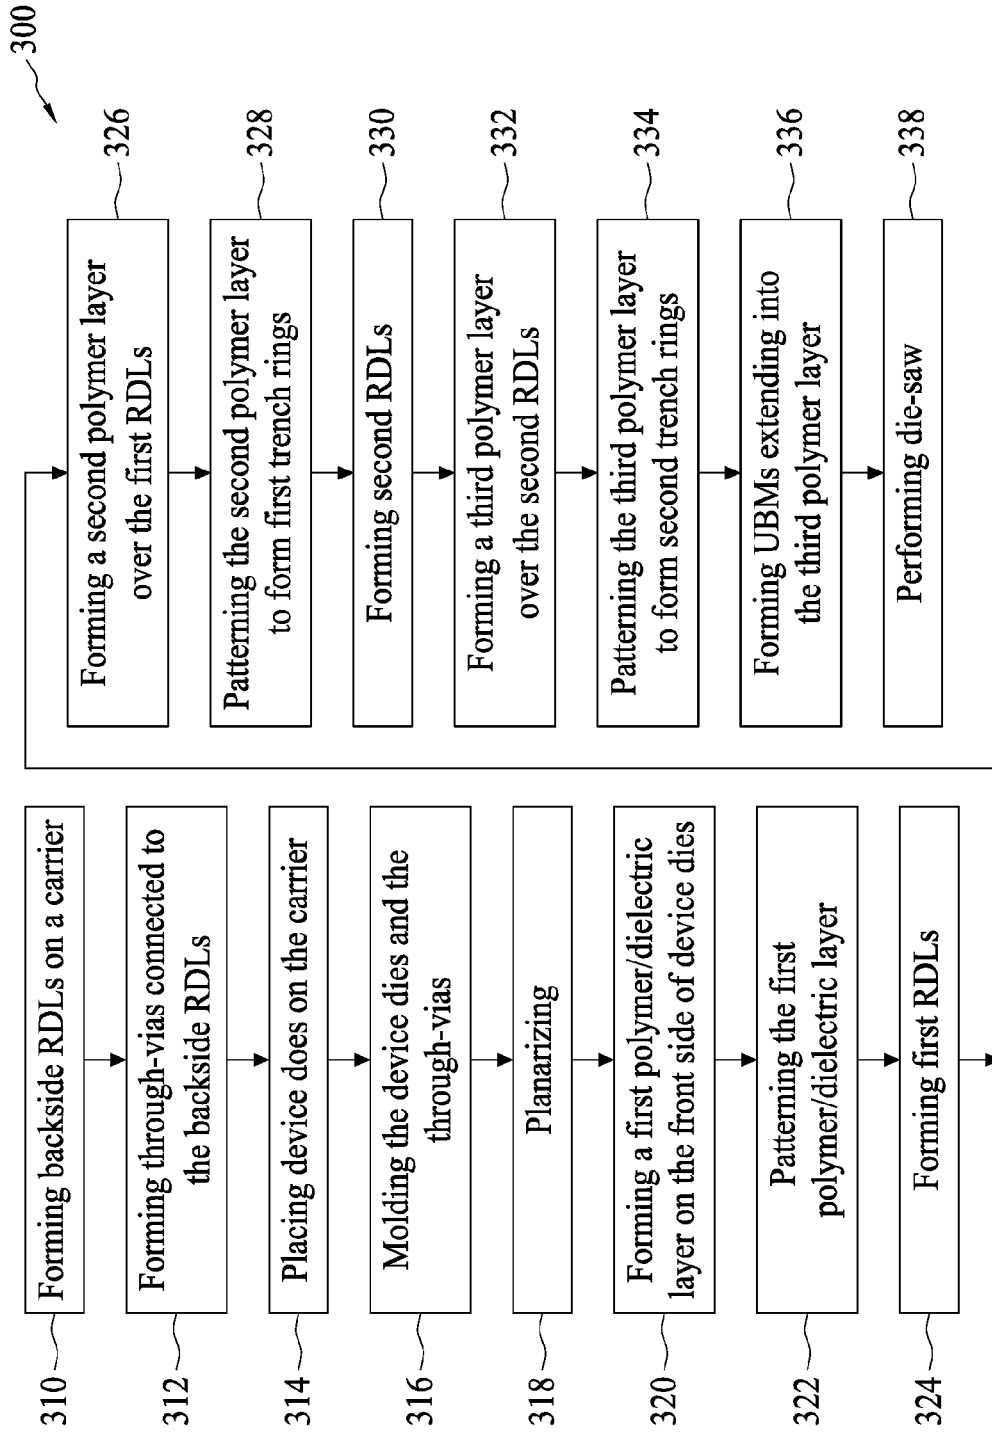 300
310
Forming backside RDLs on a carrier
312
Forming through-vias connected to
the backside RDLs
314
Placing device does on the carrier
316
Molding the device dies and the
through-vias
318
Planarizing
320
Forming a first polymer/dielectric
layer on the front side of device dies
322
Patterning the first
polymer/dielectric layer
324
Forming first RDLs
Forming a second polymer layer
over the first RDLs
326
Patterning the second polymer layer
to form first trench rings
328
Forming second RDLs
330
Forming a third polymer layer
over the second RDLs
332
Patterning the third polymer layer
to form second trench rings
334
Forming UBMs extending into
the third polymer layer
336
Performing die-saw
338